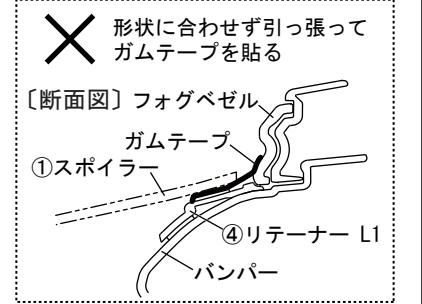 形状に合わせず引っ張って
ガムテープを貼る
〔断面図〕フォグベゼル
ガムテープ
①スポイラー
④リテーナー L1
バンパー